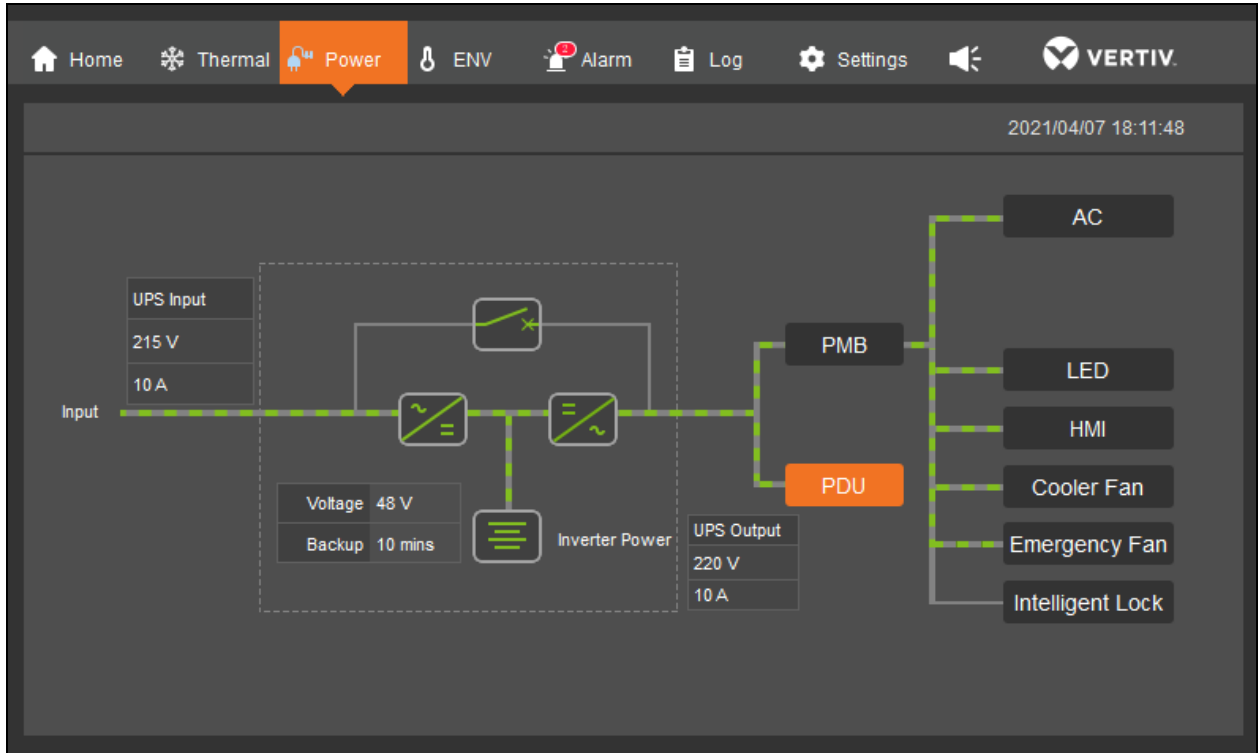 Home Thermal Power ENV 2 Alarm Log Settings VERTIV.
2021/04/07 18:11:48
AC
UPS Input
215 V
10 A
Input
PMB
LED
HMI
PDU
Cooler Fan
Voltage 48 V
Backup 10 mins
Inverter Power
UPS Output
220 V
10 A
Emergency Fan
Intelligent Lock